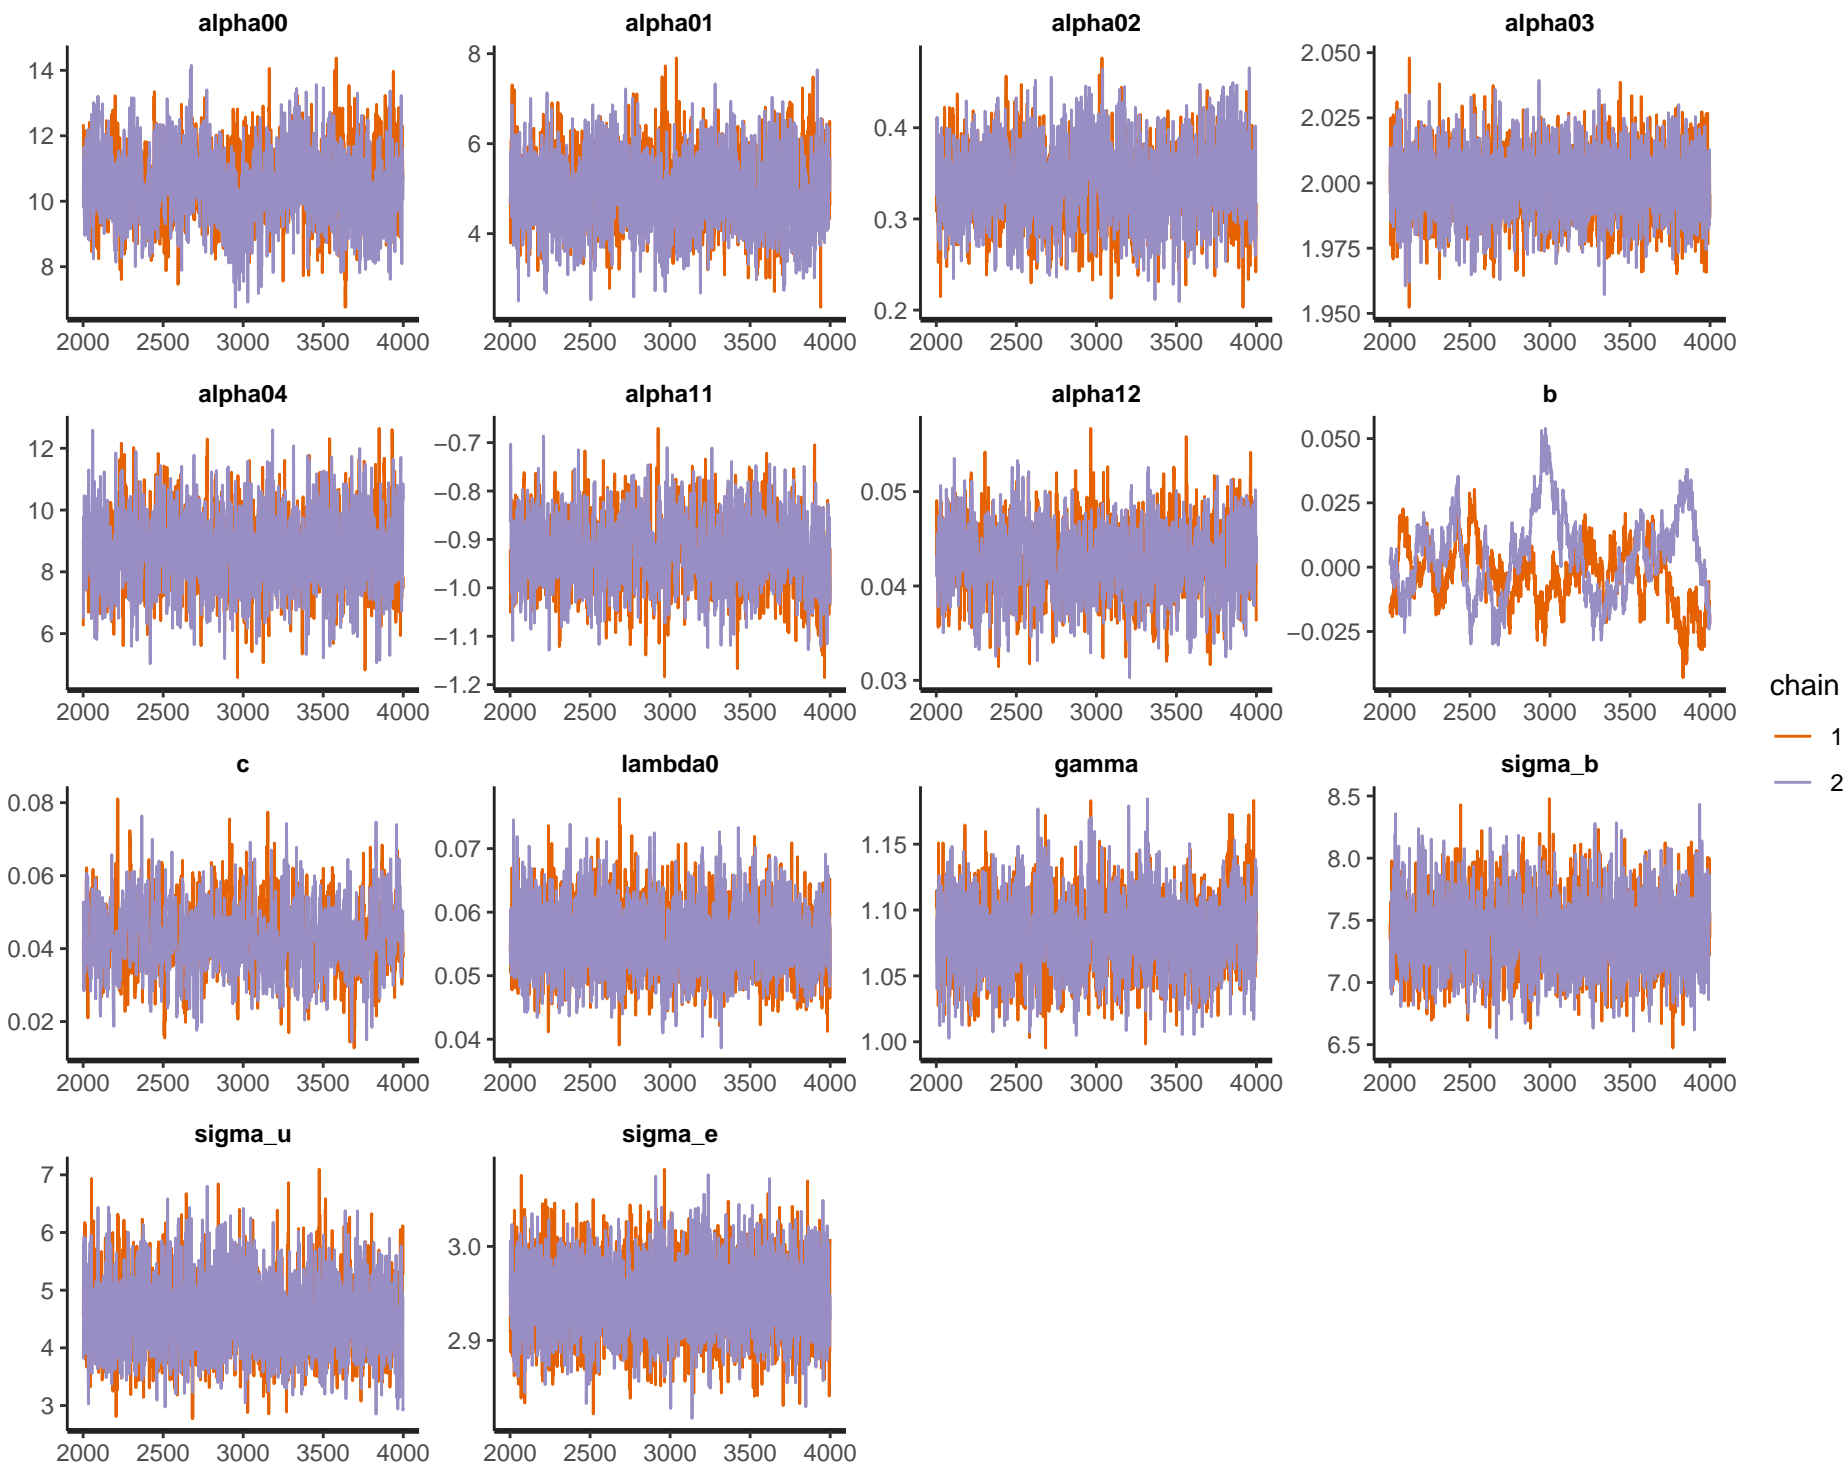 alpha00 alpha01 alpha02 alpha03
14 12 10 8
8 6 4
0.4 0.3 0.2
2.050 2.025 2.000 1.975 1.950
2000 2500 3000 3500 4000 2000 2500 3000 3500 4000 2000 2500 3000 3500 4000 2000 2500 3000 3500 4000
alpha04 alpha11 alpha12 b
12 10 8 6
−0.7 −0.8 −0.9 −1.0 −1.1 −1.2
0.05 0.04 0.03
0.050 0.025 0.000 −0.025
2000 2500 3000 3500 4000 2000 2500 3000 3500 4000 2000 2500 3000 3500 4000 2000 2500 3000 3500 4000
c lambda0 gamma sigma_b
0.08 0.06 0.04 0.02
0.07 0.06 0.05 0.04
1.15 1.10 1.05 1.00
8.5 8.0 7.5 7.0 6.5
2000 2500 3000 3500 4000 2000 2500 3000 3500 4000 2000 2500 3000 3500 4000 2000 2500 3000 3500 4000
sigma_u sigma_e
7 6 5 4 3
3.0 2.9
2000 2500 3000 3500 4000 2000 2500 3000 3500 4000
chain
1
2